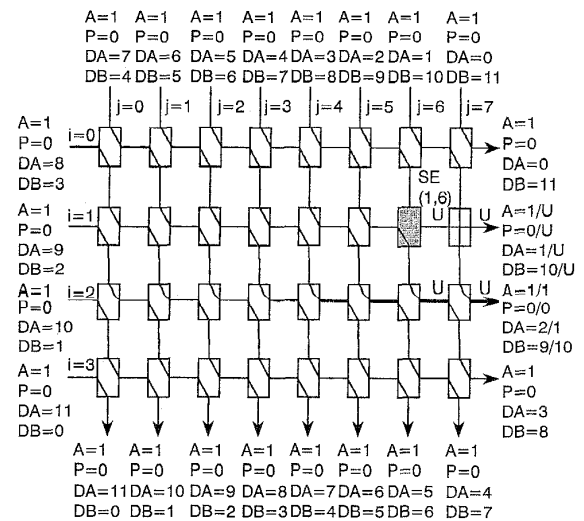 A=1 A=1 A=1 A=1 A=1 A=1 A=1 A=1
P=0 P=0 P=0 P=0 P=0 P=0 P=0 P=0
DA=7 DA=6 DA=5 DA=4 DA=3 DA=2 DA=1 DA=0
DB=4 DB=5 DB=6 DB=7 DB=8 DB=9 DB=10 DB=11
j=0 j=1 j=2 j=3 j=4 j=5 j=6 j=7
A=1
P=0
DA=8
DB=3
i=0
A=1
P=0
DA=0
DB=11
SE
(1,6)
A=1
P=0
DA=9
DB=2
i=1
U U
A=1/U
P=0/U
DA=1/U
DB=10/U
A=1
P=0
DA=10
DB=1
i=2
U U
A=1/1
P=0/0
DA=2/1
DB=9/10
A=1
P=0
DA=11
DB=0
i=3
A=1
P=0
DA=3
DB=8
A=1 A=1 A=1 A=1 A=1 A=1 A=1 A=1
P=0 P=0 P=0 P=0 P=0 P=0 P=0 P=0
DA=11 DA=10 DA=9 DA=8 DA=7 DA=6 DA=5 DA=4
DB=0 DB=1 DB=2 DB=3 DB=4 DB=5 DB=6 DB=7